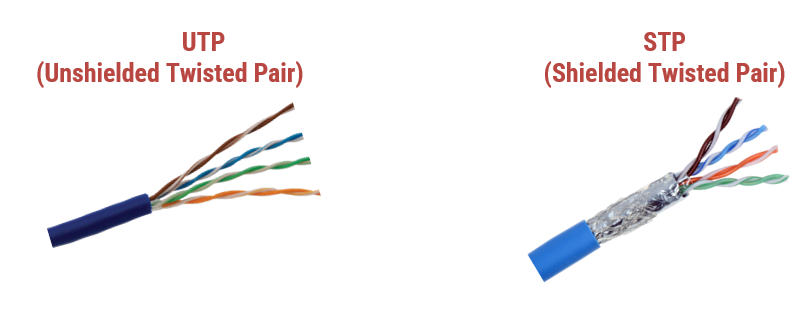 UTP
(Unshielded Twisted Pair)
STP
(Shielded Twisted Pair)